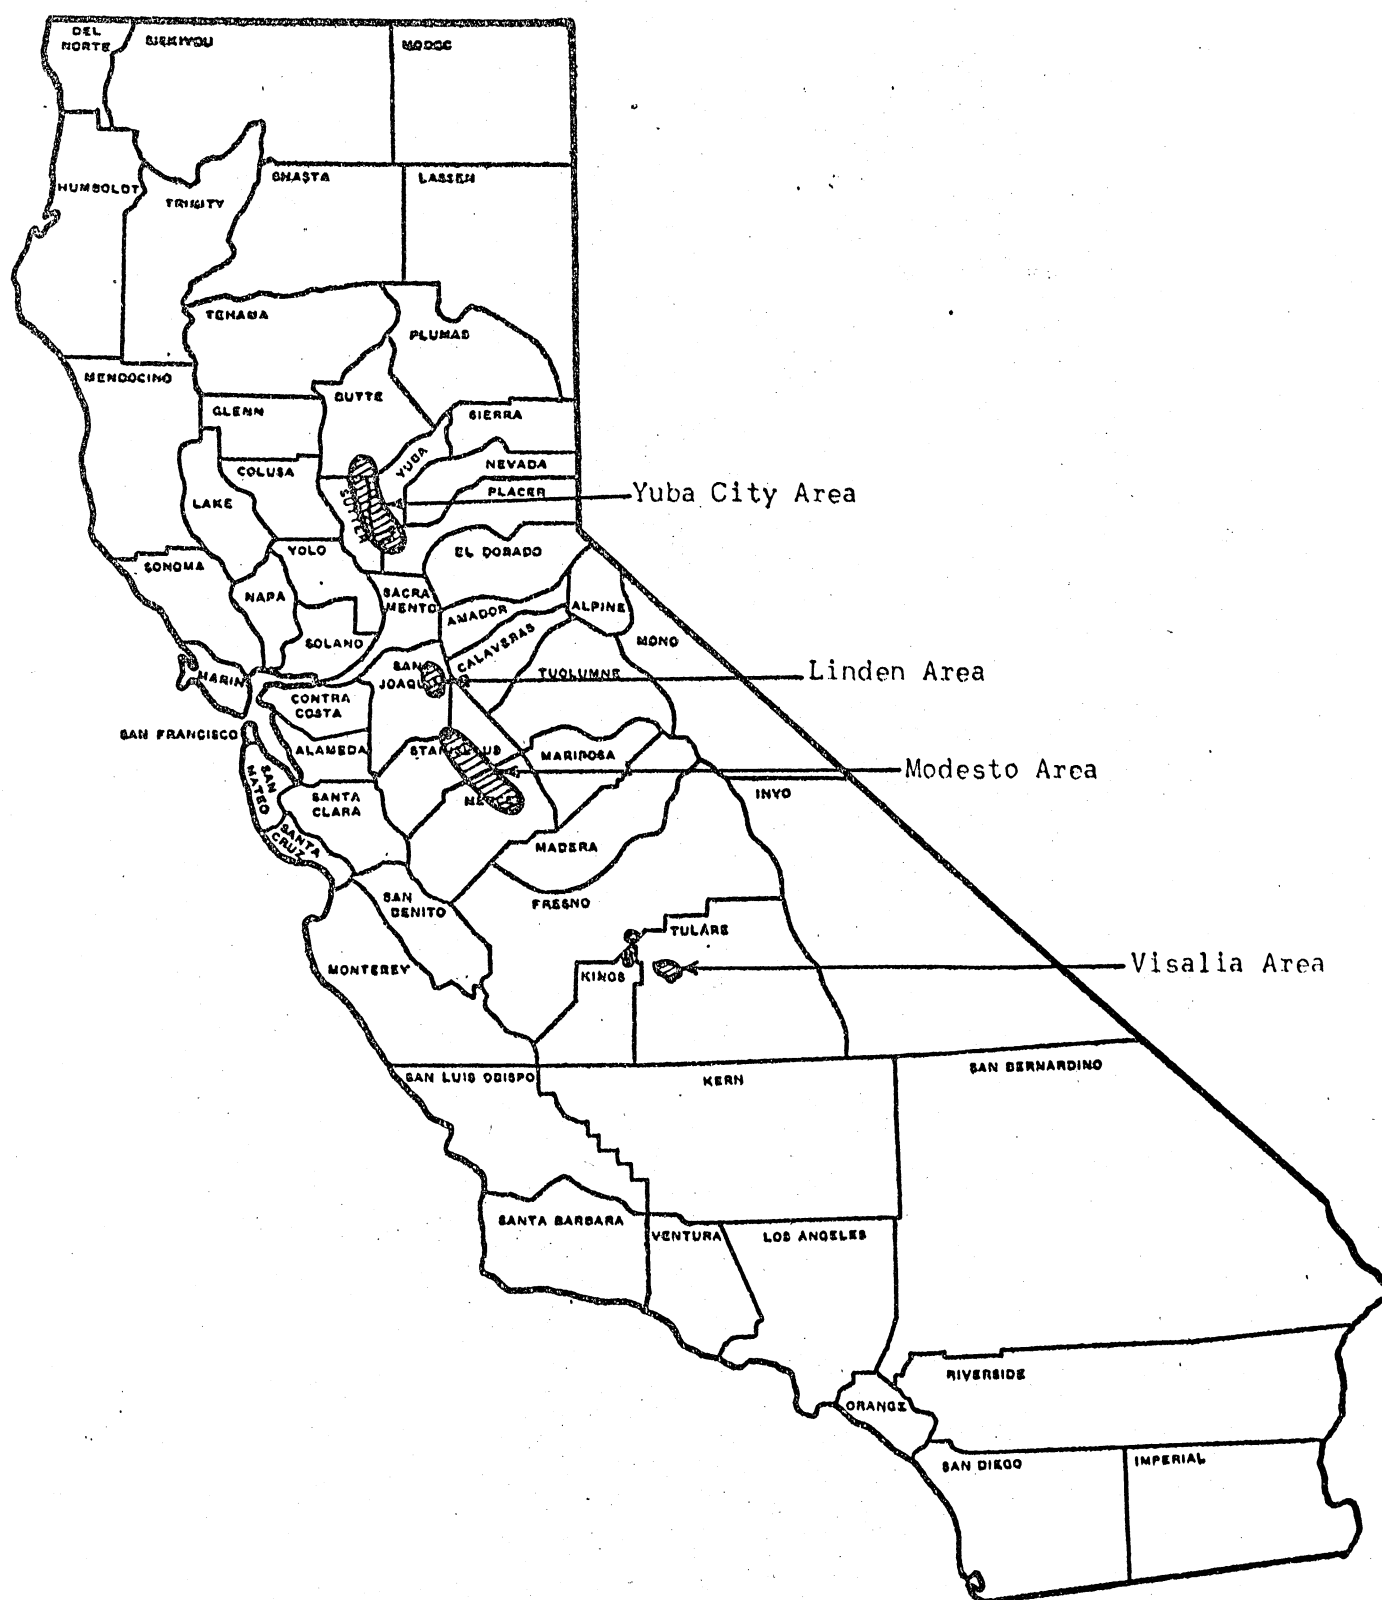 DEL
NORTE
SISKIYOU
MODOC
HUMBOLDT
TRINITY
SHASTA
LASSEN
TEHAMA
PLUMAS
MENDOCINO
GLENN
BUTTE
SIERRA
COLUSA
YUBA
NEVADA
LAKE
SUTTER
PLACER
Yuba City Area
YOLO
EL DORADO
SONOMA
NAPA
SACRA
MENTO
AMADOR
ALPINE
SOLANO
CALAVERAS
MONO
MARIN
SAN
JOAQU
TUOLUMNE
Linden Area
CONTRA
COSTA
SAN FRANCISCO
ALAMEDA
STAN US
MARIPOSA
Modesto Area
SAN
MATEO
SANTA
CLARA
ME
INYO
SANTA
CRUZ
MADERA
SAN
BENITO
FRESNO
TULARE
MONTEREY
KINGS
Visalia Area
SAN LUIS OBISPO
KERN
SAN BERNARDINO
SANTA BARBARA
VENTURA
LOS ANGELES
RIVERSIDE
ORANGE
SAN DIEGO
IMPERIAL